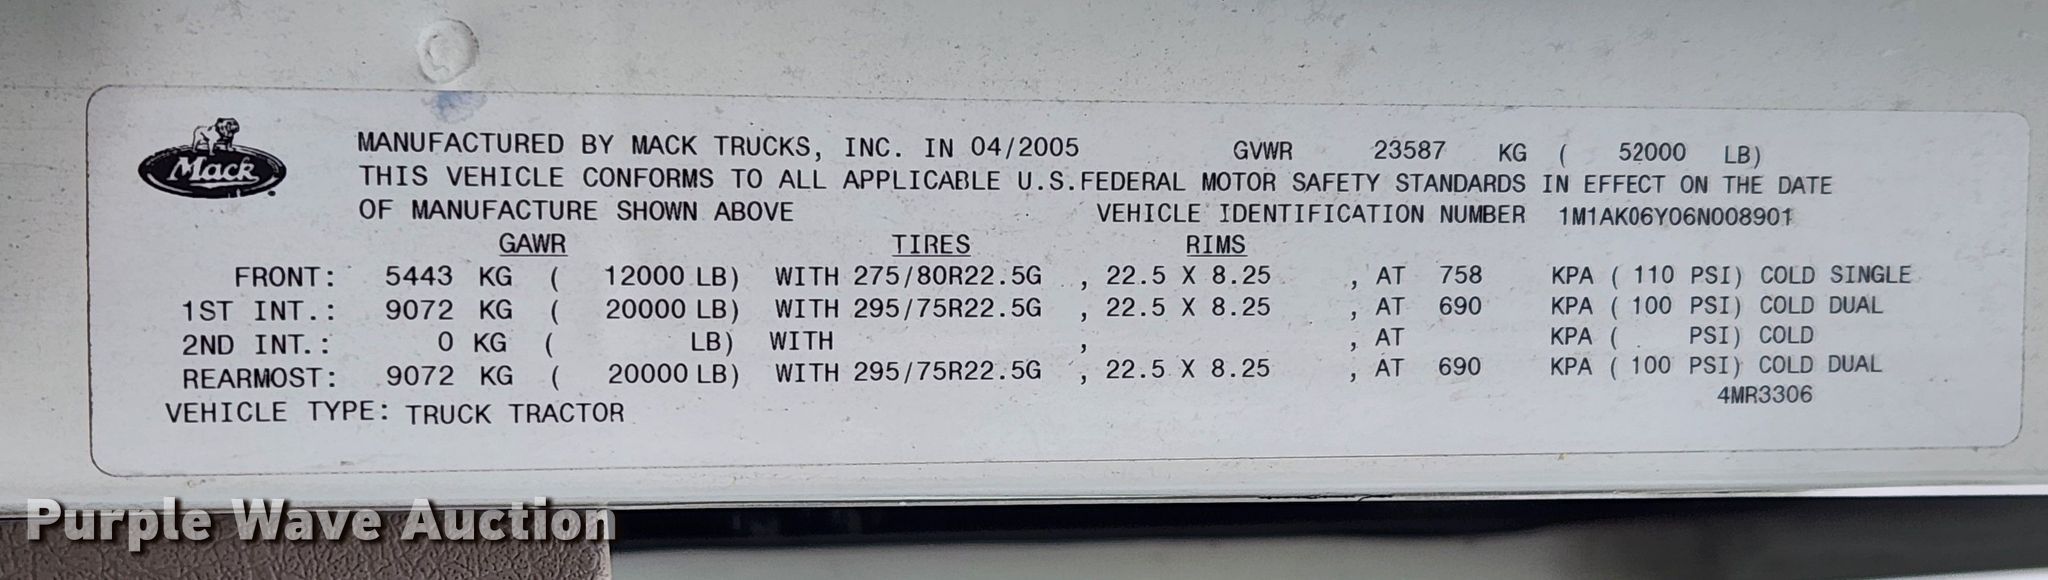 Mack
MANUFACTURED BY MACK TRUCKS, INC. IN 04/2005 GVWR 23587 KG ( 52000 LB)
THIS VEHICLE CONFORMS TO ALL APPLICABLE U.S.FEDERAL MOTOR SAFETY STANDARDS IN EFFECT ON THE DATE
OF MANUFACTURE SHOWN ABOVE VEHICLE IDENTIFICATION NUMBER 1M1AK06Y06N008901
GAWR TIRES RIMS
FRONT: 5443 KG ( 12000 LB) WITH 275/80R22.5G , 22.5 X 8.25 , AT 758 KPA ( 110 PSI) COLD SINGLE
1ST INT.: 9072 KG ( 20000 LB) WITH 295/75R22.5G , 22.5 X 8.25 , AT 690 KPA ( 100 PSI) COLD DUAL
2ND INT.: 0 KG ( LB) WITH , , AT KPA ( PSI) COLD
REARMOST: 9072 KG ( 20000 LB) WITH 295/75R22.5G , 22.5 X 8.25 , AT 690 KPA ( 100 PSI) COLD DUAL
VEHICLE TYPE: TRUCK TRACTOR 4MR3306
Purple Wave Auction